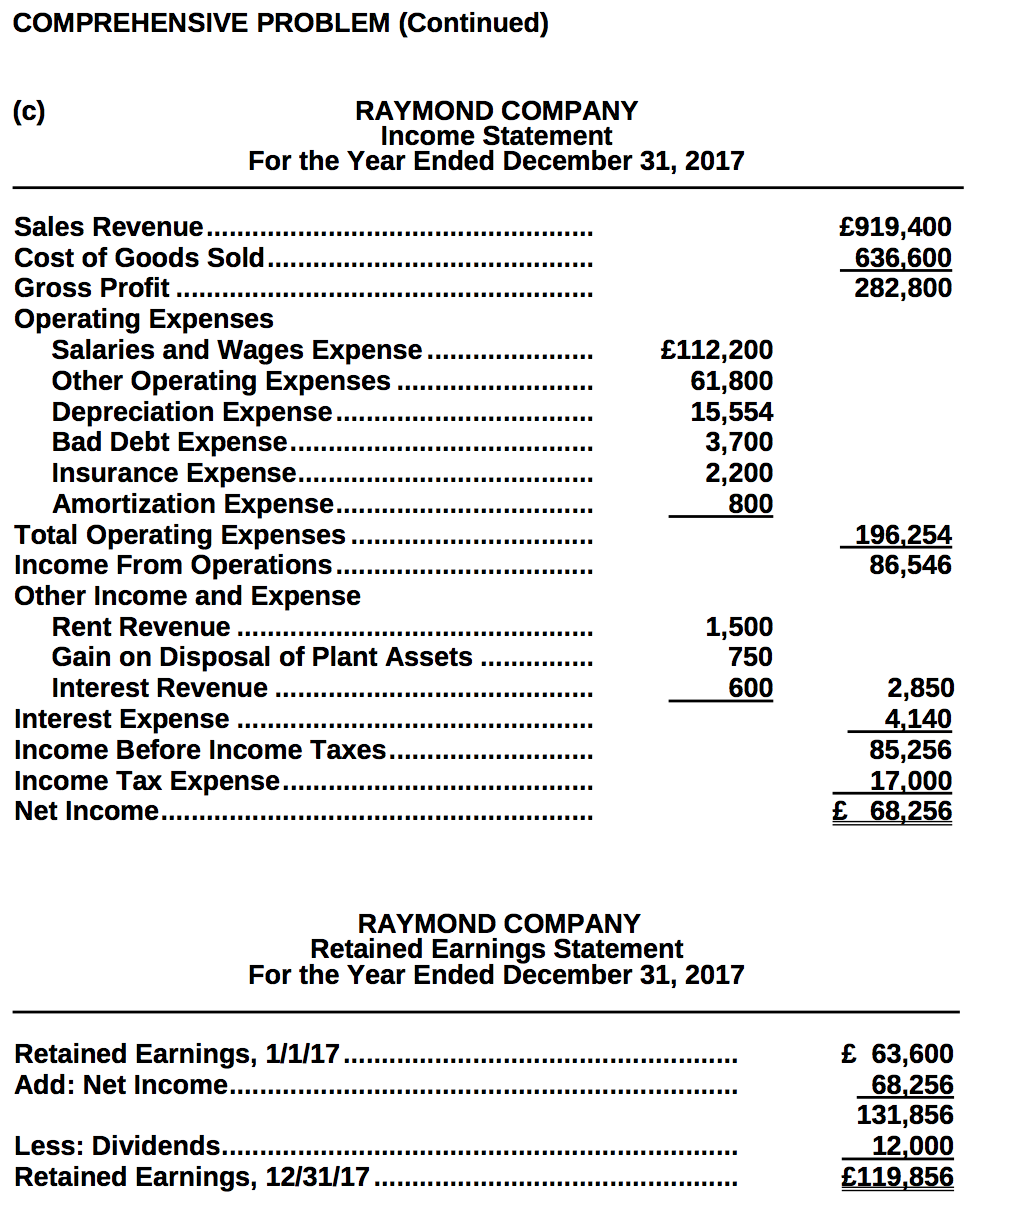 COMPREHENSIVE PROBLEM (Continued)
(c) RAYMOND COMPANY
Income Statement
For the Year Ended December 31, 2017
Sales Revenue.................................................. £919,400
Cost of Goods Sold.......................................... 636,600
Gross Profit ...................................................... 282,800
Operating Expenses
Salaries and Wages Expense...................... £112,200
Other Operating Expenses .......................... 61,800
Depreciation Expense.................................. 15,554
Bad Debt Expense........................................ 3,700
Insurance Expense....................................... 2,200
Amortization Expense.................................. 800
Total Operating Expenses ................................ 196,254
Income From Operations.................................. 86,546
Other Income and Expense
Rent Revenue ............................................... 1,500
Gain on Disposal of Plant Assets ............... 750
Interest Revenue .......................................... 600 2,850
Interest Expense ............................................... 4,140
Income Before Income Taxes........................... 85,256
Income Tax Expense......................................... 17,000
Net Income......................................................... £ 68,256
RAYMOND COMPANY
Retained Earnings Statement
For the Year Ended December 31, 2017
Retained Earnings, 1/1/17.................................................... £ 63,600
Add: Net Income................................................................... 68,256
131,856
Less: Dividends.................................................................... 12,000
Retained Earnings, 12/31/17................................................ £119,856